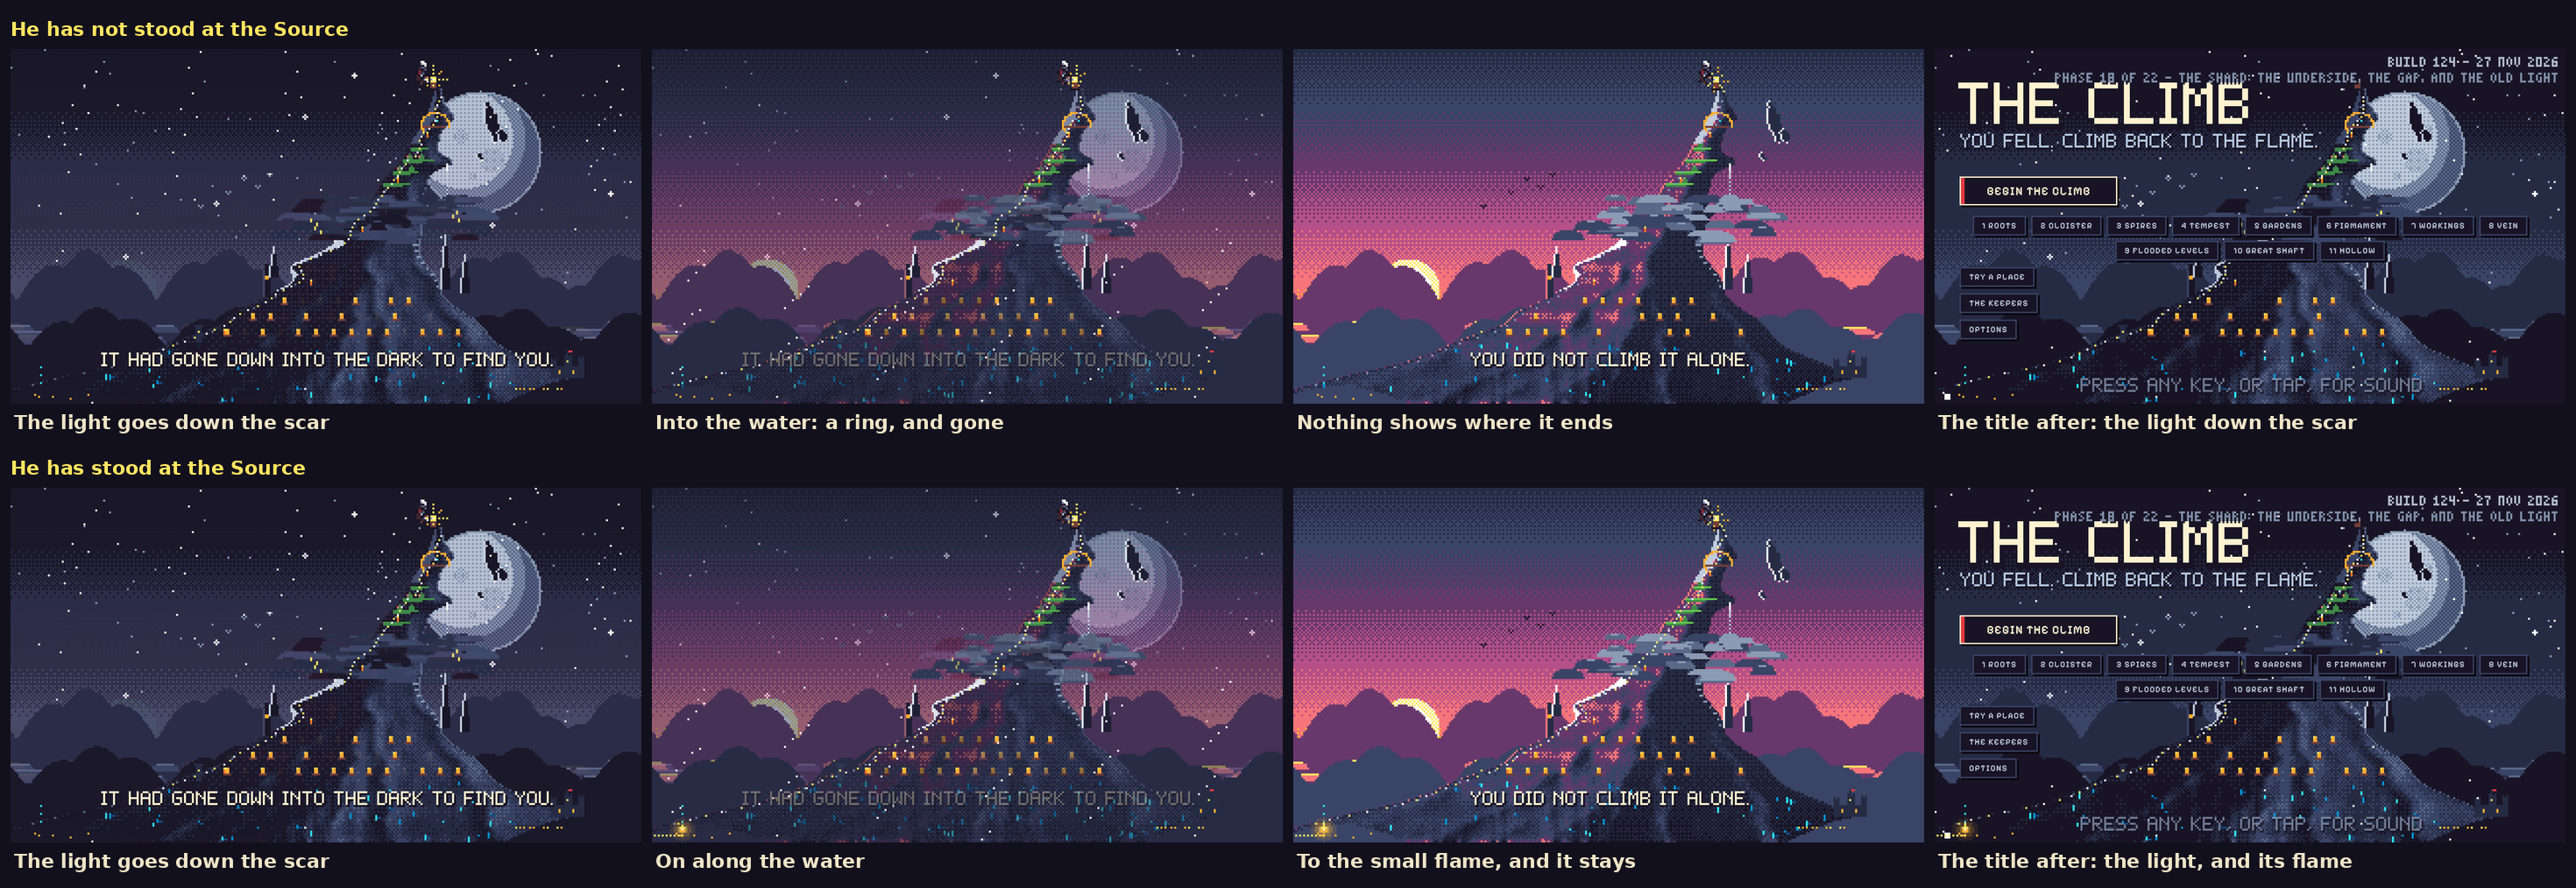 He has not stood at the Source
IT HAD GONE DOWN INTO THE DARK TO FIND YOU.
The light goes down the scar
IT HAD GONE DOWN INTO THE DARK TO FIND YOU.
Into the water: a ring, and gone
YOU DID NOT CLIMB IT ALONE.
Nothing shows where it ends
BUILD 124 - 27 NOV 2026
PHASE 18 OF 22 - THE SHARD: THE UNDERSIDE, THE GAP, AND THE OLD LIGHT
THE CLIMB
YOU FELL. CLIMB BACK TO THE FLAME.
BEGIN THE CLIMB
1 ROOTS 2 CLOISTER 3 SPIRES 4 TEMPEST 5 GARDENS 6 FIRMAMENT 7 WORKINGS 8 VEIN
9 FLOODED LEVELS 10 GREAT SHAFT 11 HOLLOW
TRY A PLACE
THE KEEPERS
OPTIONS
PRESS ANY KEY, OR TAP, FOR SOUND
The title after: the light down the scar
He has stood at the Source
IT HAD GONE DOWN INTO THE DARK TO FIND YOU.
The light goes down the scar
IT HAD GONE DOWN INTO THE DARK TO FIND YOU.
On along the water
YOU DID NOT CLIMB IT ALONE.
To the small flame, and it stays
BUILD 124 - 27 NOV 2026
PHASE 18 OF 22 - THE SHARD: THE UNDERSIDE, THE GAP, AND THE OLD LIGHT
THE CLIMB
YOU FELL. CLIMB BACK TO THE FLAME.
BEGIN THE CLIMB
1 ROOTS 2 CLOISTER 3 SPIRES 4 TEMPEST 5 GARDENS 6 FIRMAMENT 7 WORKINGS 8 VEIN
9 FLOODED LEVELS 10 GREAT SHAFT 11 HOLLOW
TRY A PLACE
THE KEEPERS
OPTIONS
PRESS ANY KEY, OR TAP, FOR SOUND
The title after: the light, and its flame